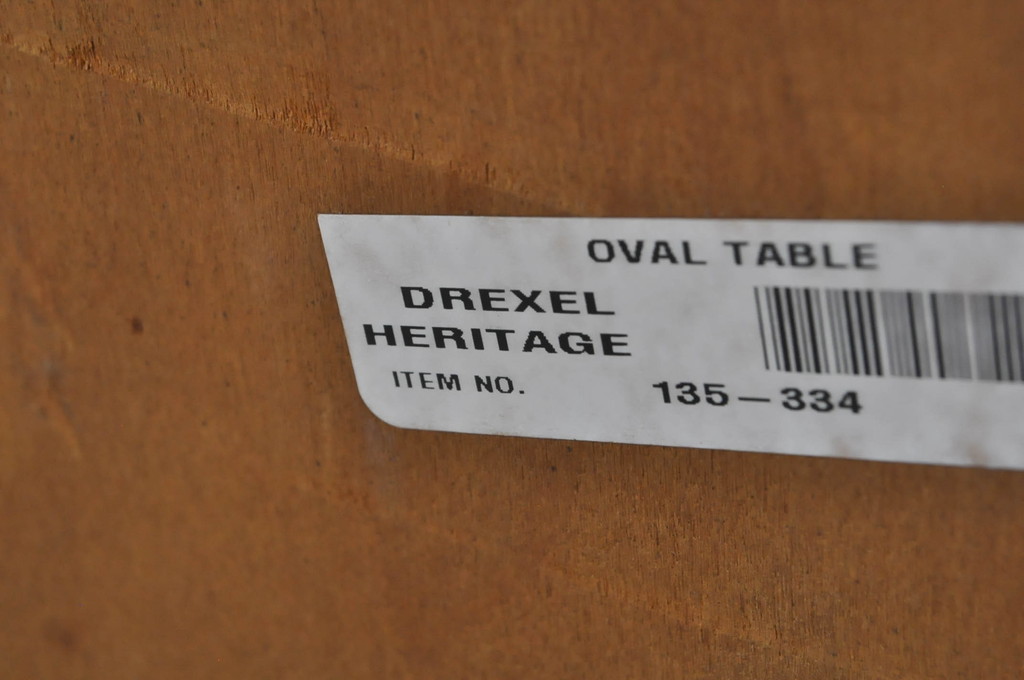 OVAL TABLE
DREXEL
HERITAGE
ITEM NO. 135-334